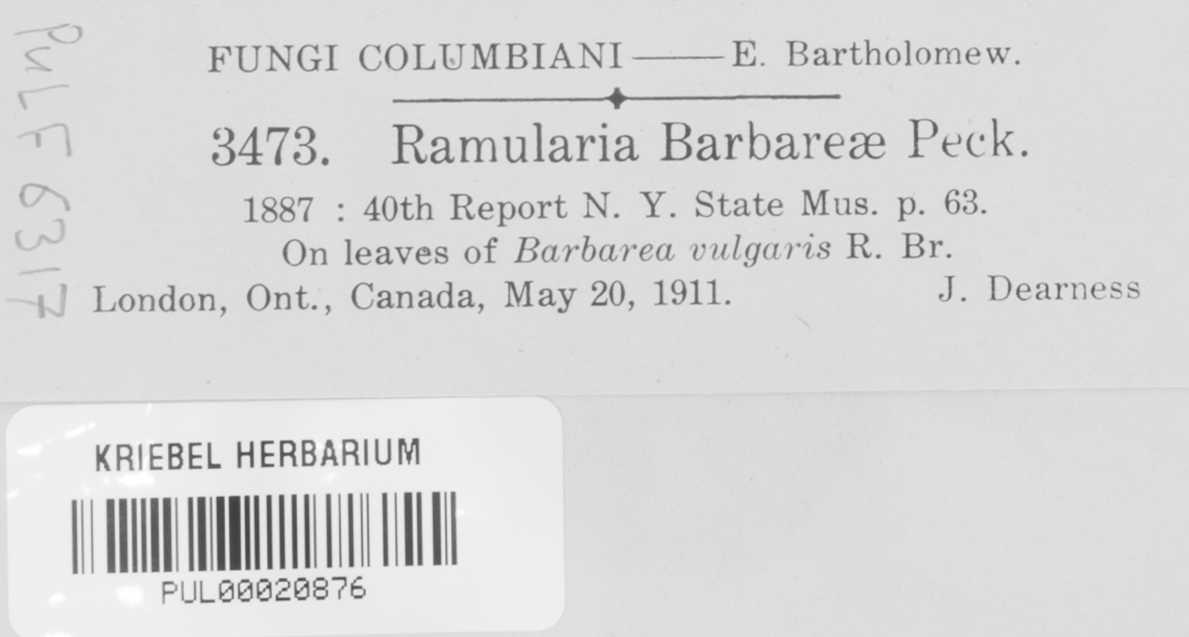 FUNGI COLUMBIANI — E. Bartholomew.
3473. Ramularia Barbareæ Peck.
1887 : 40th Report N. Y. State Mus. p. 63.
On leaves of Barbarea vulgaris R. Br.
London, Ont., Canada, May 20, 1911. J. Dearness
PUL F 6317
KRIEBEL HERBARIUM
PUL00020876